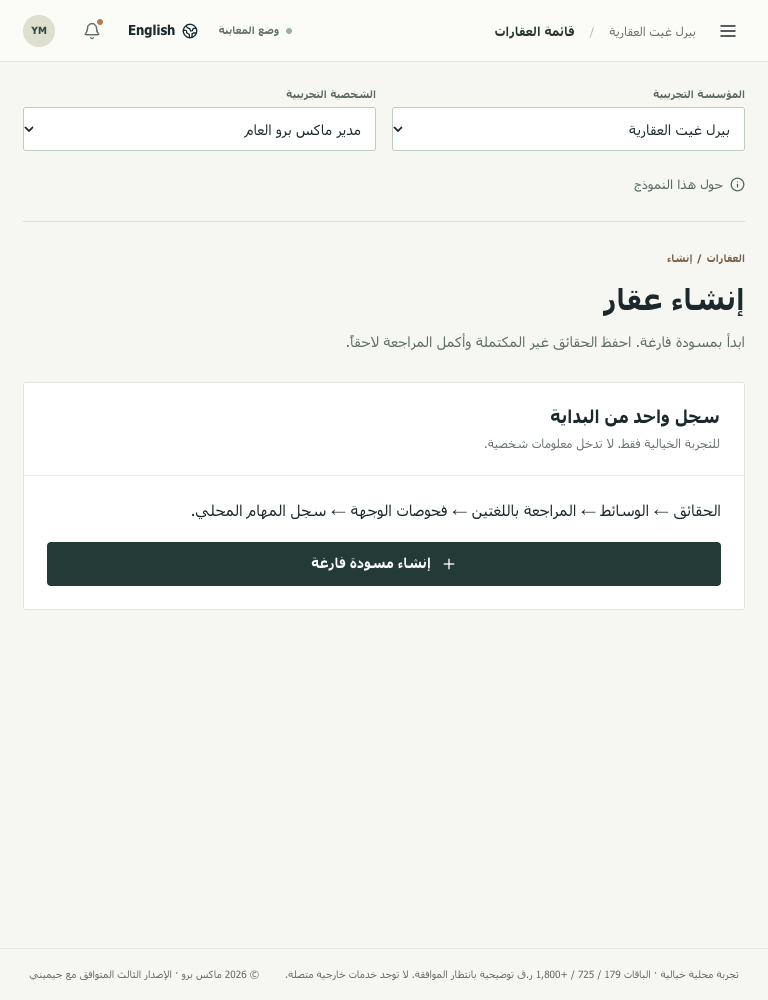 بيرل غيت العقارية / قائمة العقارات
وضع المعاينة
English
YM
المؤسسة التجريبية
بيرل غيت العقارية
الشخصية التجريبية
مدير ماكس برو العام
حول هذا النموذج
العقارات / إنشاء
إنشاء عقار
ابدأ بمسودة فارغة. احفظ الحقائق غير المكتملة وأكمل المراجعة لاحقاً.
سجل واحد من البداية
للتجربة الخيالية فقط. لا تدخل معلومات شخصية.
الحقائق ← الوسائط ← المراجعة باللغتين ← فحوصات الوجهة ← سجل المهام المحلي.
إنشاء مسودة فارغة
تجربة محلية خيالية · الباقات 179 / 725 / +1,800 ر.ق توضيحية بانتظار الموافقة. لا توجد خدمات خارجية متصلة.
© 2026 ماكس برو · الإصدار الثالث المتوافق مع جيميني